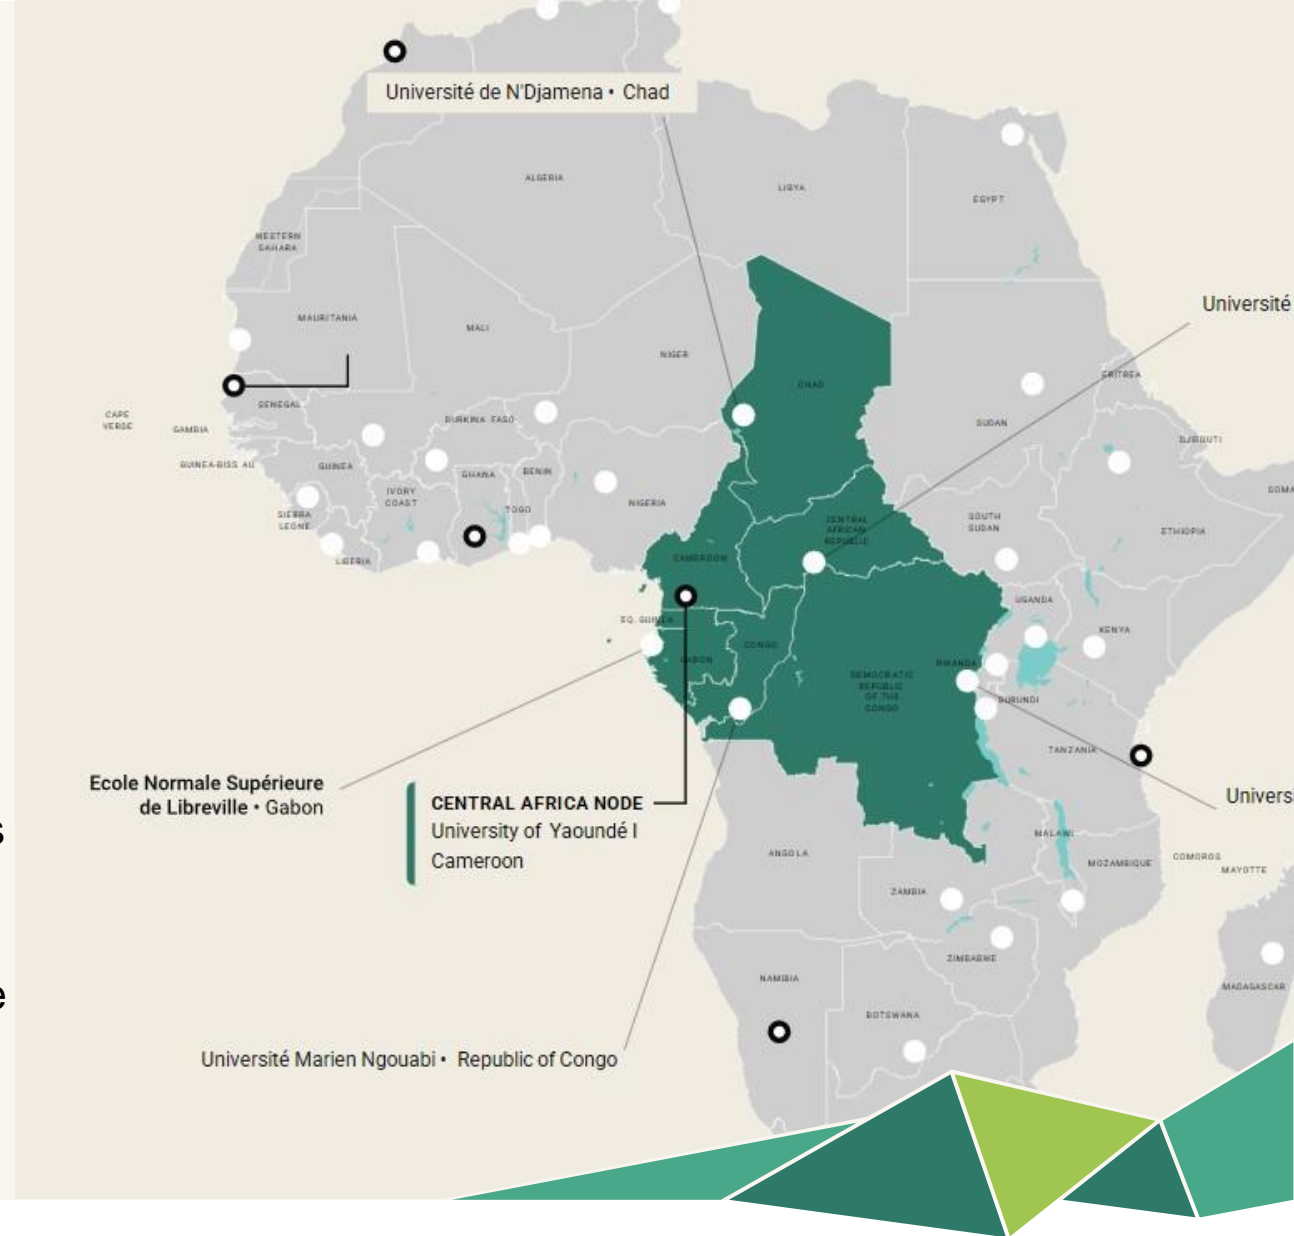 Université de N'Djamena • Chad
ALGERIA
LIBYA
EGYPT
WESTERN
SAHARA
Université
MAURITANIA
MALI
NIGER
CHAD
ERITREA
CAPE
VERDE
SENEGAL
GAMBIA
BURKINA FASO
SUDAN
DJIBOUTI
GUINEA-BISS AU
GUINEA
GHANA
BENIN
IVORY
COAST
TOGO
NIGERIA
SOMA
SIERRA
LEONE
CENTRAL
AFRICAN
REPUBLIC
SOUTH
SUDAN
ETHIOPIA
LIBERIA
CAMEROON
UGANDA
EQ. GUINEA
KENYA
GABON
CONGO
RWANDA
DEMOCRATIC
REPUBLIC
OF THE
CONGO
BURUNDI
TANZANIA
Ecole Normale Supérieure
de Libreville • Gabon
CENTRAL AFRICA NODE
University of Yaoundé I
Cameroon
Universi
s
MALAWI
ANGOLA
MOZAMBIQUE
COMOROS
MAYOTTE
ZAMBIA
ZIMBABWE
NAMIBIA
MADAGASCAR
e
BOTSWANA
Université Marien Ngouabi • Republic of Congo